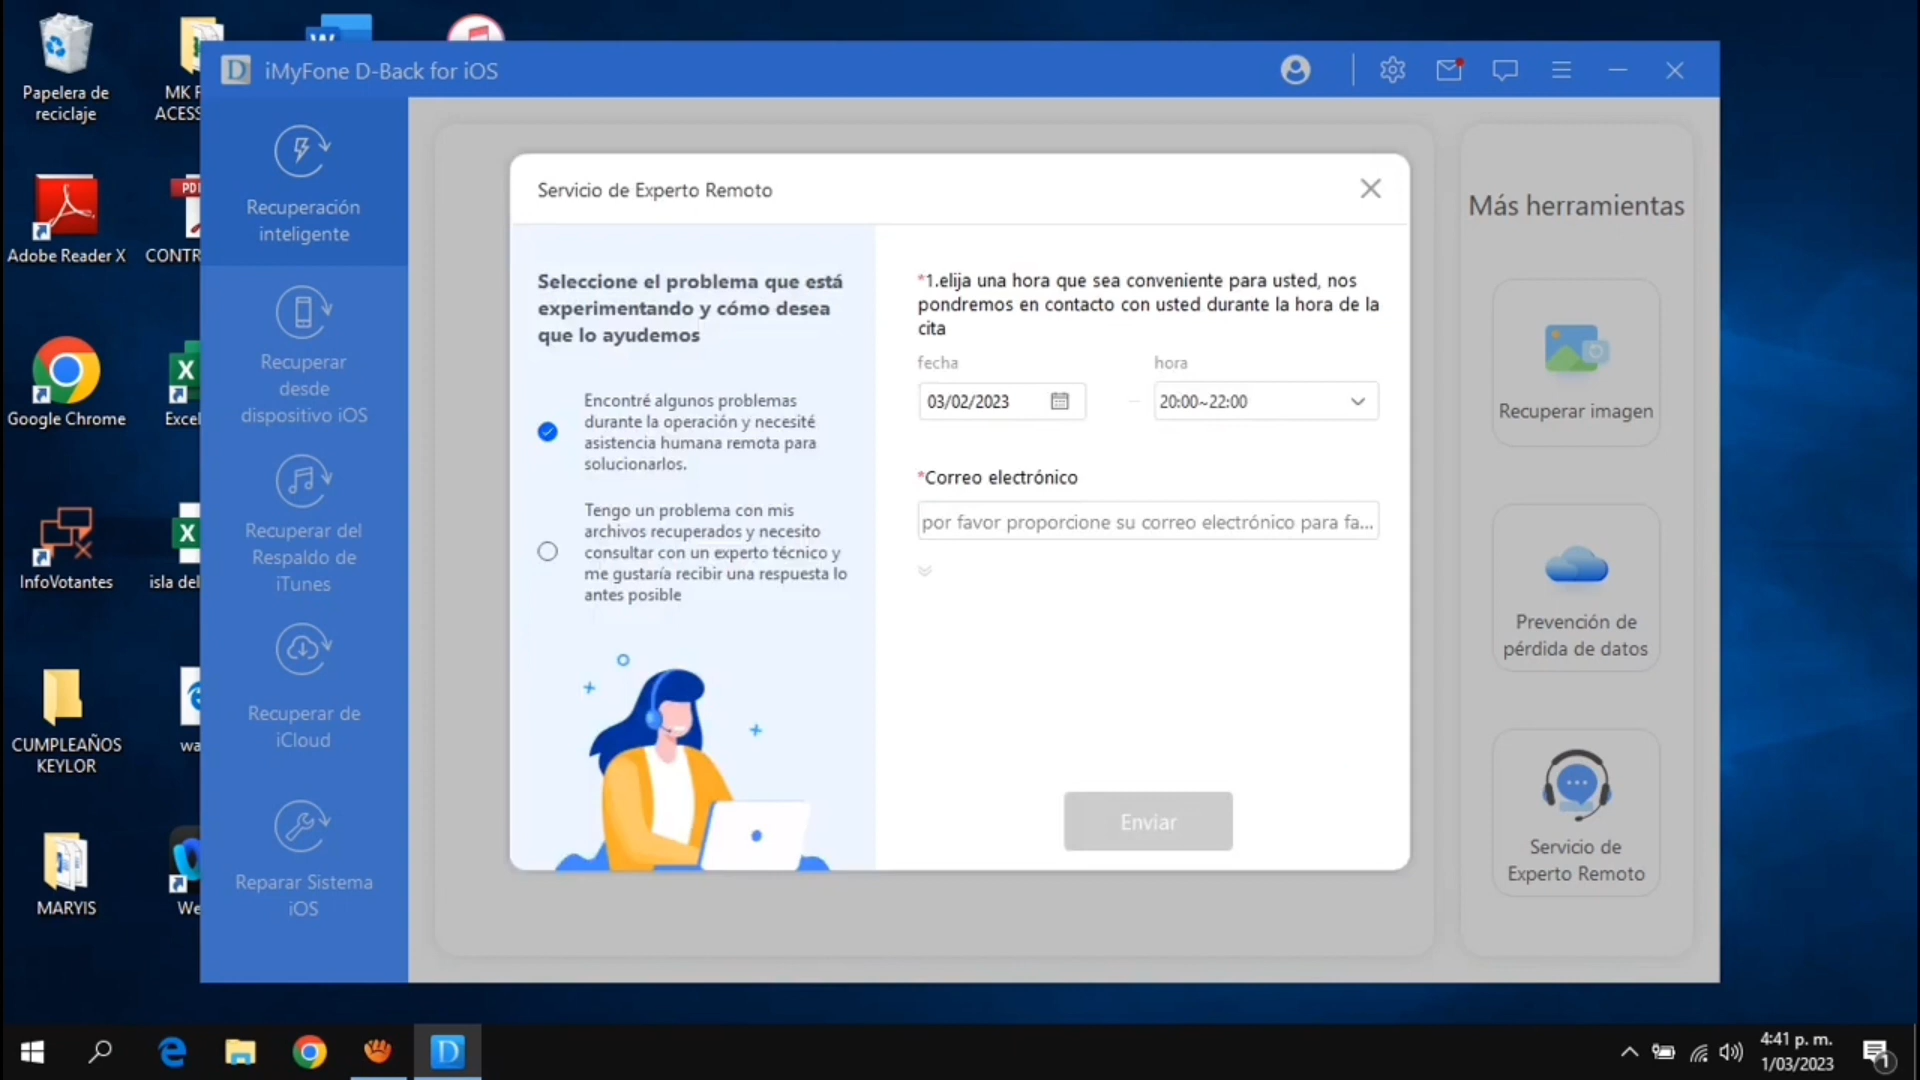 Papelera de
reciclaje
MK F
ACESS
Adobe Reader X
CONTR
Google Chrome
Excel
InfoVotantes
isla del
CUMPLEAÑOS
KEYLOR
wa
MARYIS
We
iMyFone D-Back for iOS
Recuperación
inteligente
Recuperar
desde
dispositivo iOS
Recuperar del
Respaldo de
iTunes
Recuperar de
iCloud
Reparar Sistema
iOS
Servicio de Experto Remoto
Seleccione el problema que está
experimentando y cómo desea
que lo ayudemos
Encontré algunos problemas
durante la operación y necesité
asistencia humana remota para
solucionarlos.
Tengo un problema con mis
archivos recuperados y necesito
consultar con un experto técnico y
me gustaría recibir una respuesta lo
antes posible
*1.elija una hora que sea conveniente para usted, nos
pondremos en contacto con usted durante la hora de la
cita
fecha hora
03/02/2023 20:00~22:00
*Correo electrónico
por favor proporcione su correo electrónico para fa...
Enviar
Más herramientas
Recuperar imagen
Prevención de
pérdida de datos
Servicio de
Experto Remoto
4:41 p. m.
1/03/2023
1